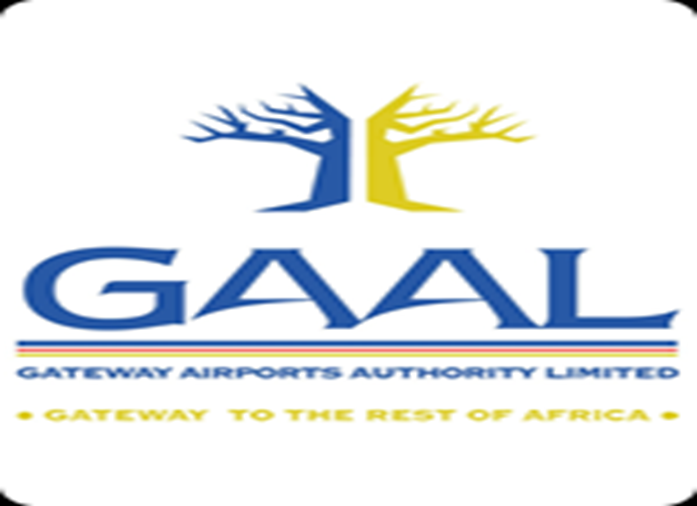 GAAL
GATEWAY AIRPORTS AUTHORITY LIMITED
• GATEWAY TO THE REST OF AFRICA •